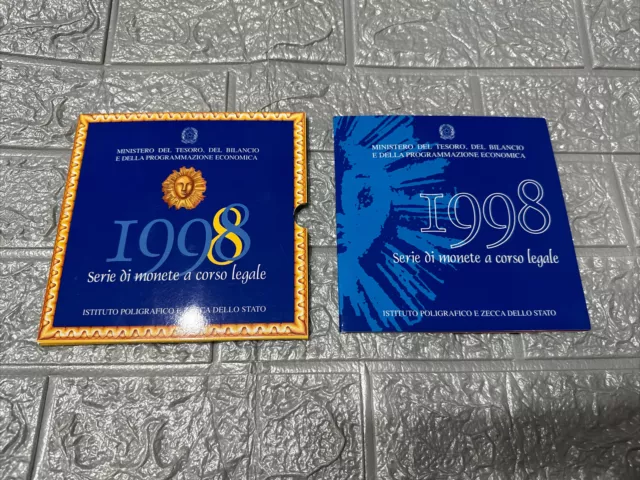 MINISTERO DEL TESORO, DEL BILANCIO
E DELLA PROGRAMMAZIONE ECONOMICA
1998
Serie di monete a corso legale
ISTITUTO POLIGRAFICO E ZECCA DELLO STATO
MINISTERO DEL TESORO, DEL BILANCIO
E DELLA PROGRAMMAZIONE ECONOMICA
1998
Serie di monete a corso legale
ISTITUTO POLIGRAFICO E ZECCA DELLO STATO